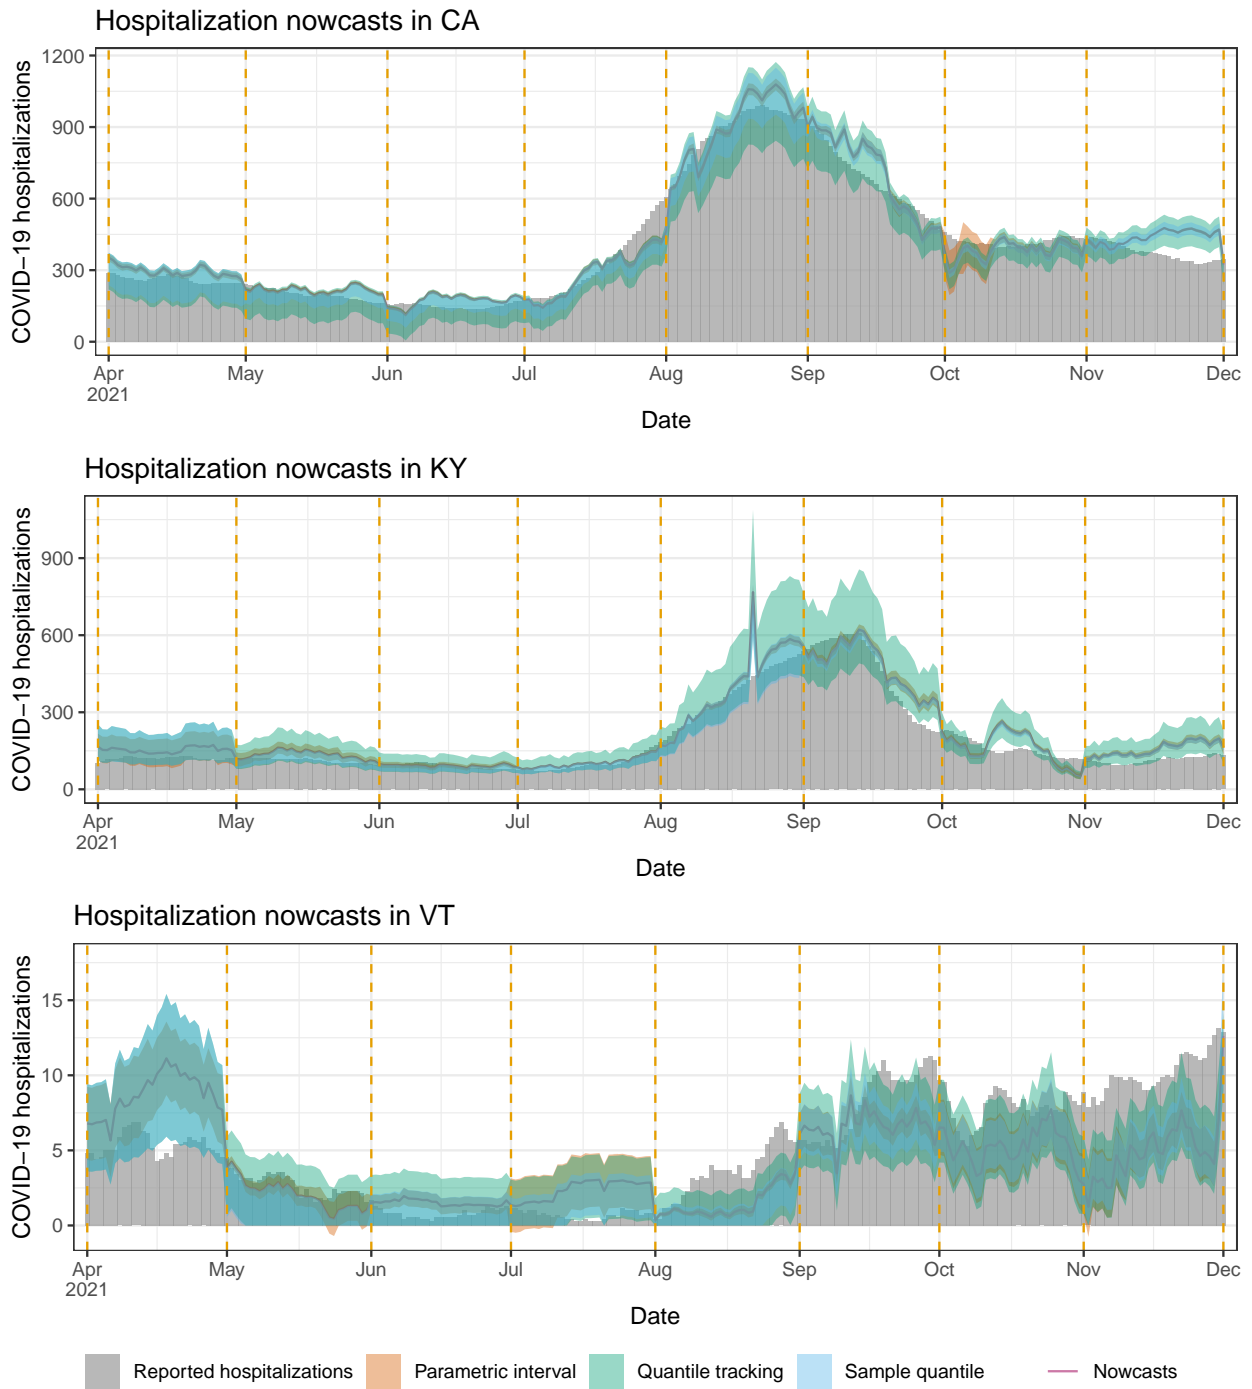 Hospitalization nowcasts in CA
COVID−19 hospitalizations
1200
900
600
300
0
Apr May Jun Jul Aug Sep Oct Nov Dec
2021
Date
Hospitalization nowcasts in KY
COVID−19 hospitalizations
900
600
300
0
Apr May Jun Jul Aug Sep Oct Nov Dec
2021
Date
Hospitalization nowcasts in VT
COVID−19 hospitalizations
15
10
5
0
Apr May Jun Jul Aug Sep Oct Nov Dec
2021
Date
Reported hospitalizations Parametric interval Quantile tracking Sample quantile Nowcasts